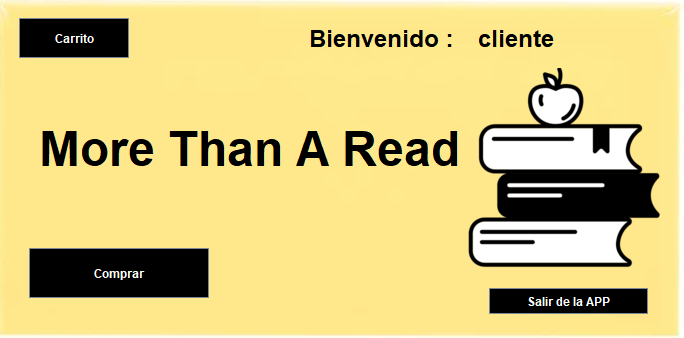 Carrito
Bienvenido : cliente
More Than A Read
Comprar
Salir de la APP